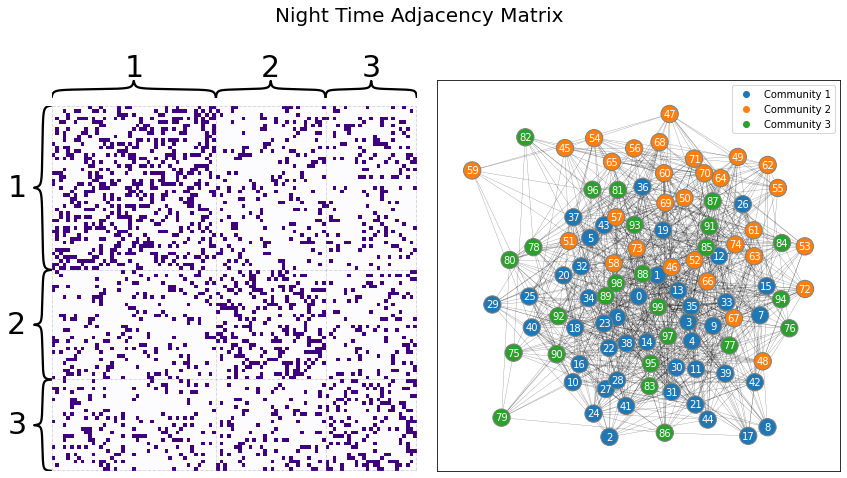 Night Time Adjacency Matrix
1 2 3
1
2
3
Community 1
Community 2
Community 3
47
82 54
45 56 68
65 71 49
59 60 70 64 62
96 81 36 55
50 87 26
69
37 57 43 93 19 91 61
51 5 73 85 74 84 53
78 52 12 63
80 58 46
20 32 88 1
98 66 15 72
29 25 34 89 0 13 94
99 35 33
92 6 7
40 18 23 3 9 67 76
97 4
75 90 22 38 14 77
16 95 30 11 39 48
10 28 83 42
27 31
24 41 21
79 44
2 86 17 8